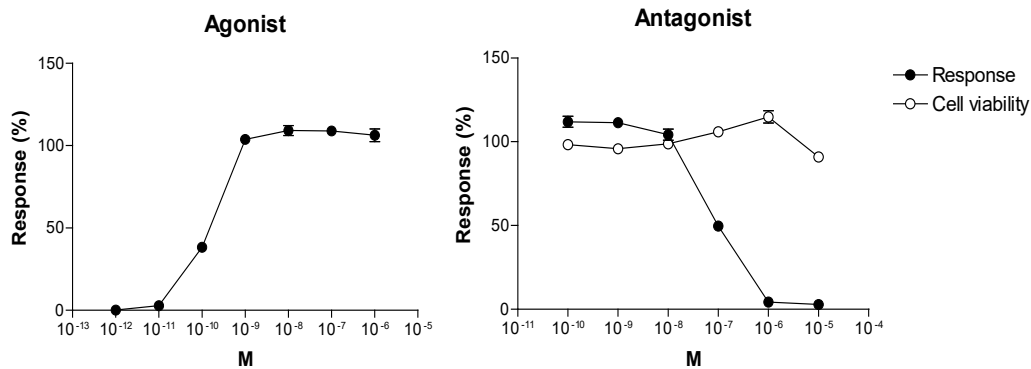 Agonist
Response (%)
150
100
50
0
10-13 10-12 10-11 10-10 10-9 10-8 10-7 10-6 10-5
M
Antagonist
Response (%)
150
100
50
0
10-11 10-10 10-9 10-8 10-7 10-6 10-5 10-4
M
Response
Cell viability